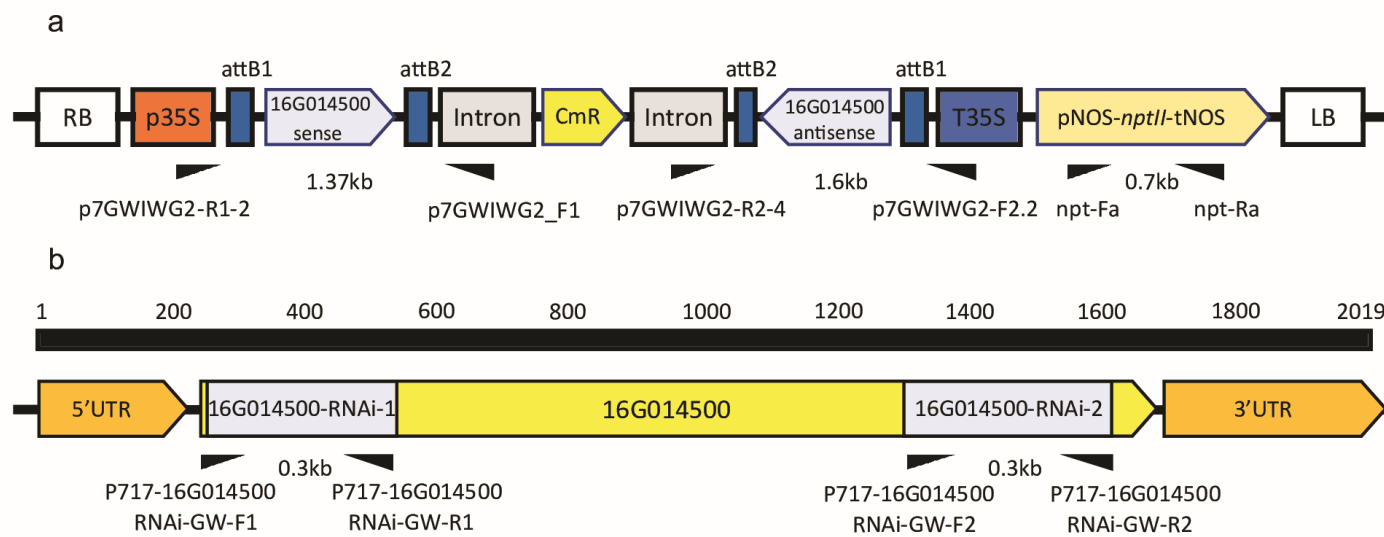 a
attB1
attB2
attB2
attB1
RB
p35S
16G014500
sense
Intron
CmR
Intron
16G014500
antisense
T35S
pNOS-nptII-tNOS
LB
1.37kb
1.6kb
0.7kb
p7GWIWG2-R1-2
p7GWIWG2_F1
p7GWIWG2-R2-4
p7GWIWG2-F2.2
npt-Fa
npt-Ra
b
1 200 400 600 800 1000 1200 1400 1600 1800 2019
5’UTR
16G014500-RNAi-1
16G014500
16G014500-RNAi-2
3’UTR
0.3kb
0.3kb
P717-16G014500
RNAi-GW-F1
P717-16G014500
RNAi-GW-R1
P717-16G014500
RNAi-GW-F2
P717-16G014500
RNAi-GW-R2